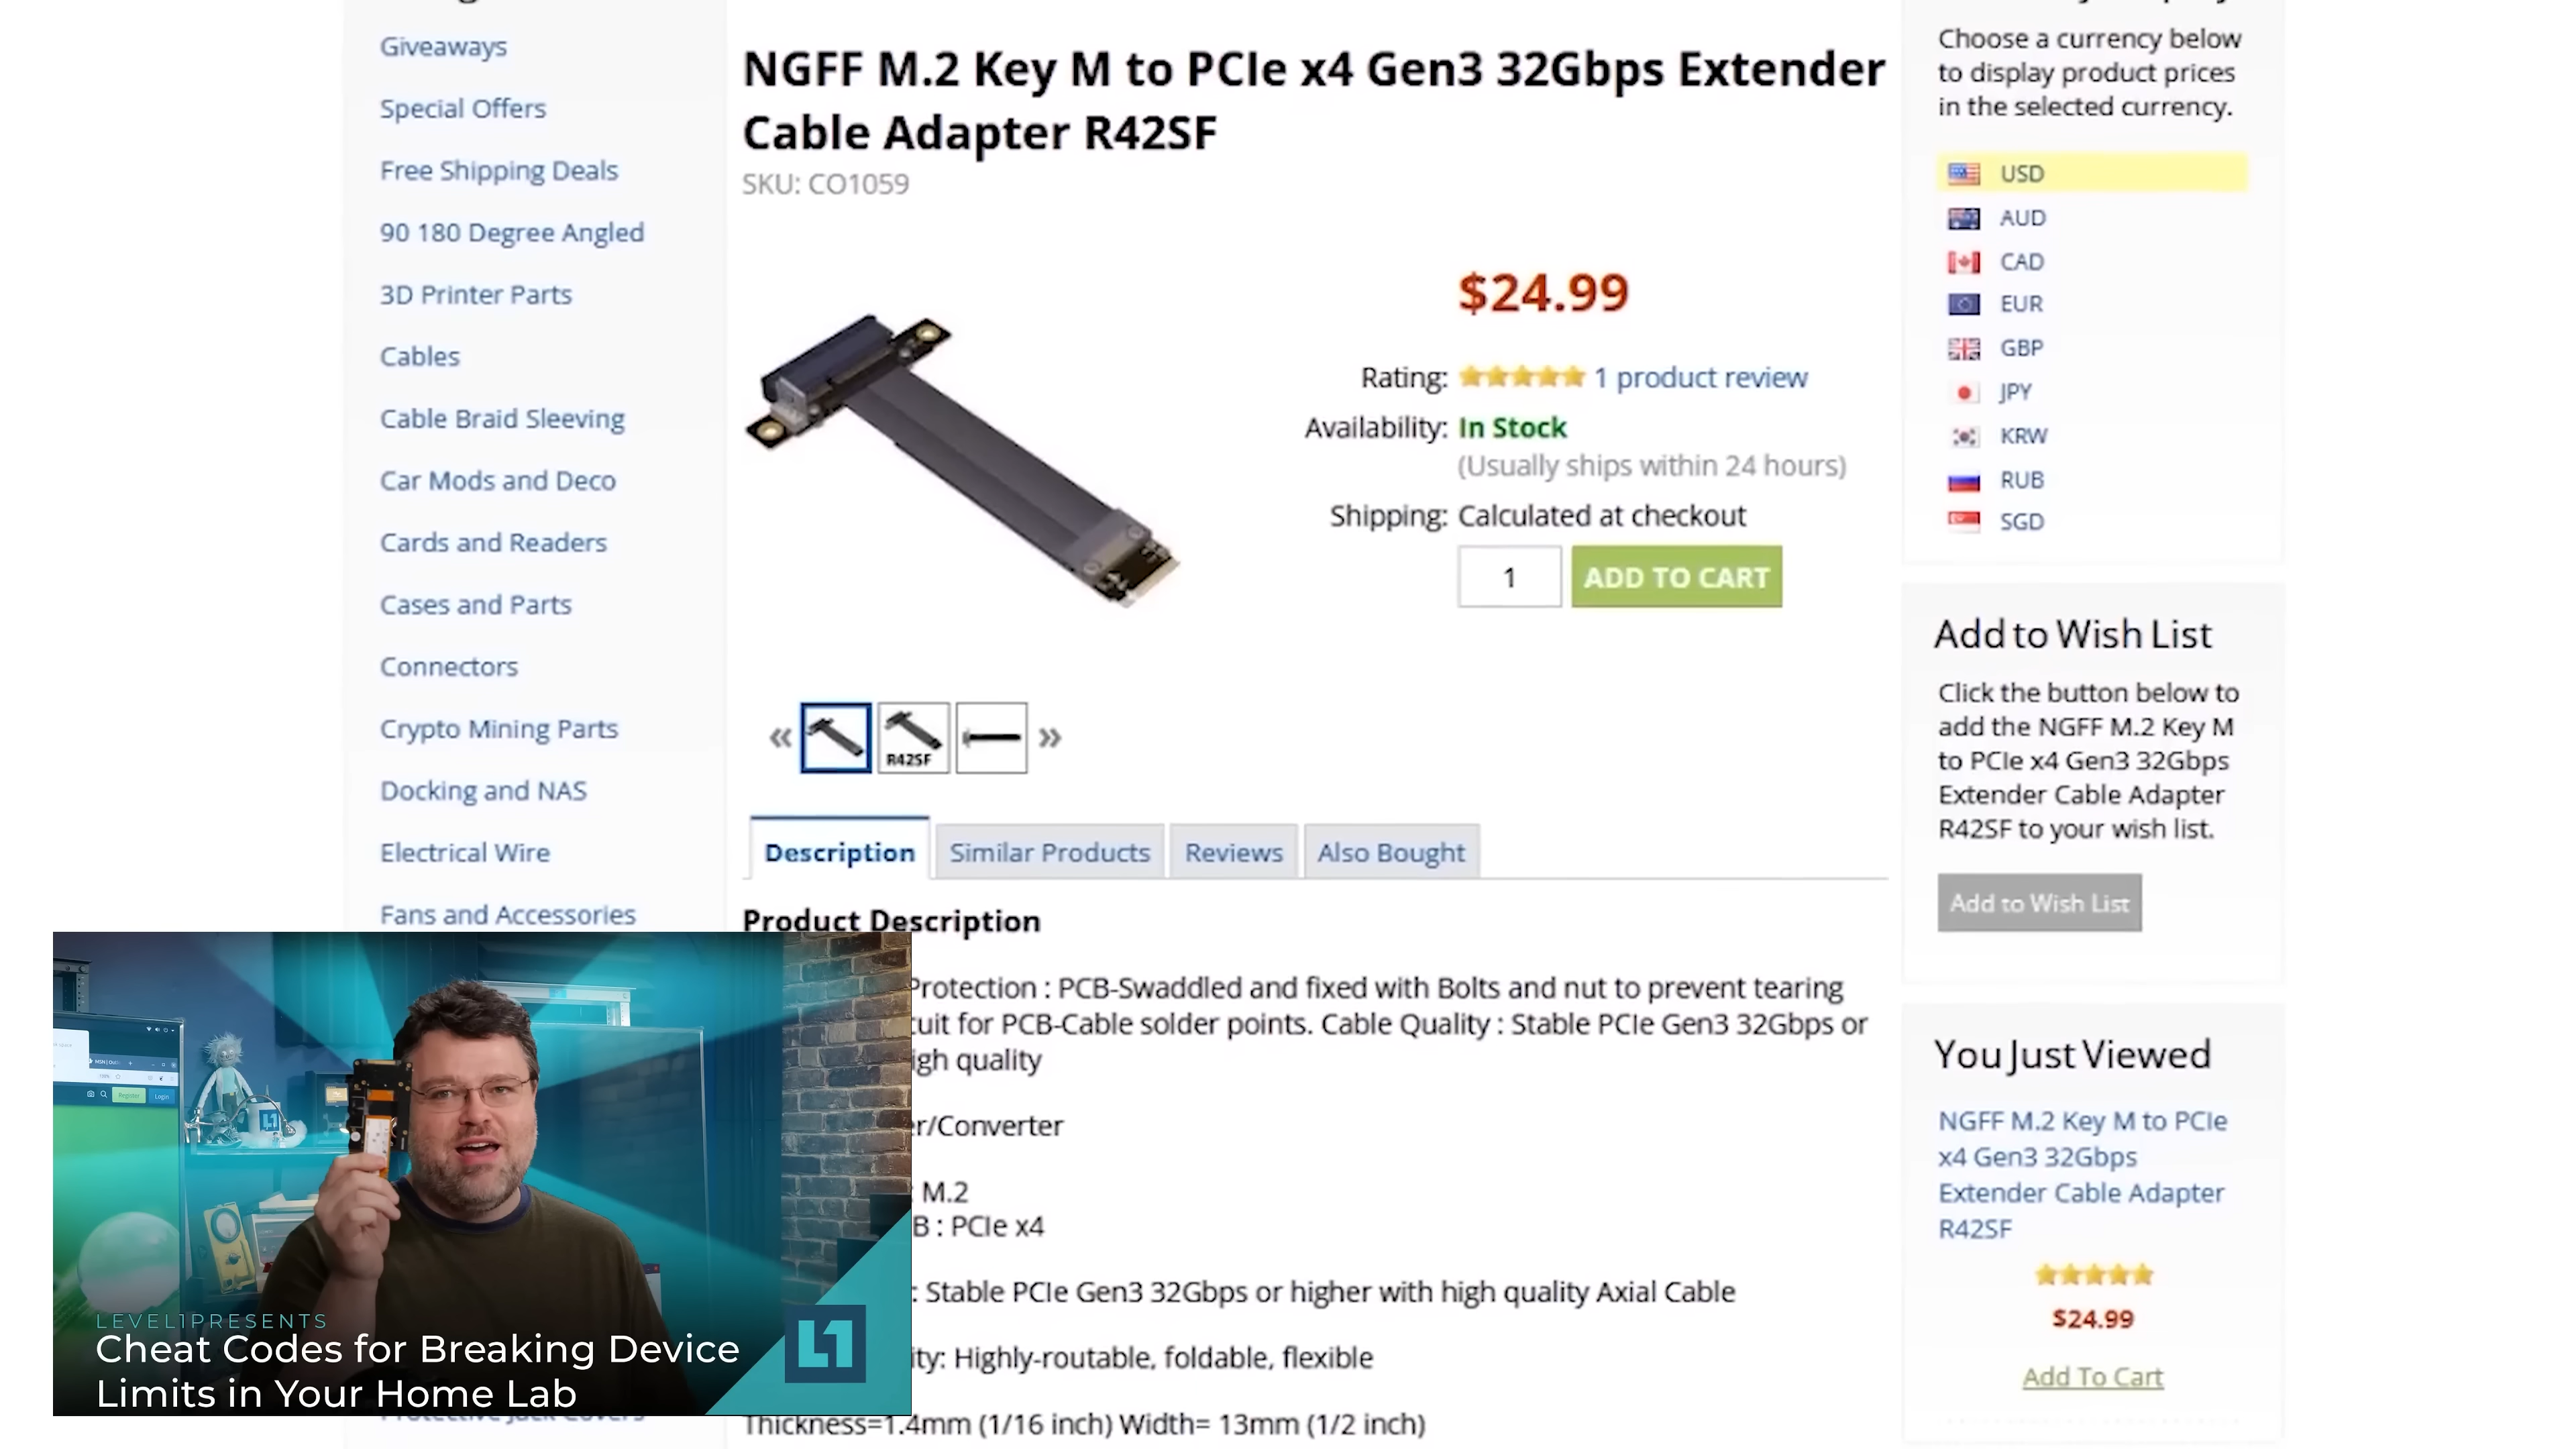 Giveaways
Special Offers
Free Shipping Deals
90 180 Degree Angled
3D Printer Parts
Cables
Cable Braid Sleeving
Car Mods and Deco
Cards and Readers
Cases and Parts
Connectors
Crypto Mining Parts
Docking and NAS
Electrical Wire
Fans and Accessories
NGFF M.2 Key M to PCIe x4 Gen3 32Gbps Extender
Cable Adapter R42SF
SKU: CO1059
$24.99
Rating: 1 product review
Availability: In Stock
(Usually ships within 24 hours)
Shipping: Calculated at checkout
1 ADD TO CART
« R42SF »
Description Similar Products Reviews Also Bought
Product Description
Protection : PCB-Swaddled and fixed with Bolts and nut to prevent tearing
cuit for PCB-Cable solder points. Cable Quality : Stable PCIe Gen3 32Gbps or
igh quality
er/Converter
M.2
B : PCIe x4
: Stable PCIe Gen3 32Gbps or higher with high quality Axial Cable
ity: Highly-routable, foldable, flexible
Thickness=1.4mm (1/16 inch) Width= 13mm (1/2 inch)
Choose a currency below
to display product prices
in the selected currency.
USD
AUD
CAD
EUR
GBP
JPY
KRW
RUB
SGD
Add to Wish List
Click the button below to
add the NGFF M.2 Key M
to PCIe x4 Gen3 32Gbps
Extender Cable Adapter
R42SF to your wish list.
Add to Wish List
You Just Viewed
NGFF M.2 Key M to PCIe
x4 Gen3 32Gbps
Extender Cable Adapter
R42SF
$24.99
Add To Cart
Register Login
L1
LEVEL1PRESENTS
Cheat Codes for Breaking Device
Limits in Your Home Lab
L1